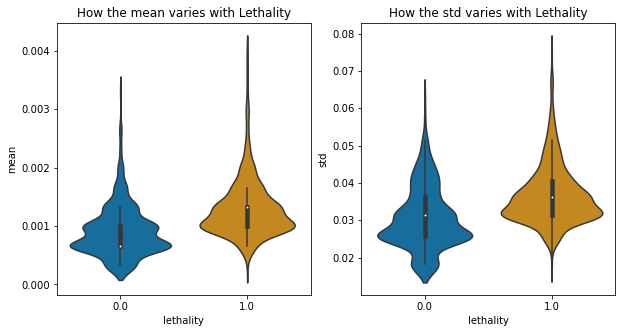 How the mean varies with Lethality
mean
0.004
0.003
0.002
0.001
0.000
0.0 1.0
lethality
How the std varies with Lethality
std
0.08
0.07
0.06
0.05
0.04
0.03
0.02
0.0 1.0
lethality